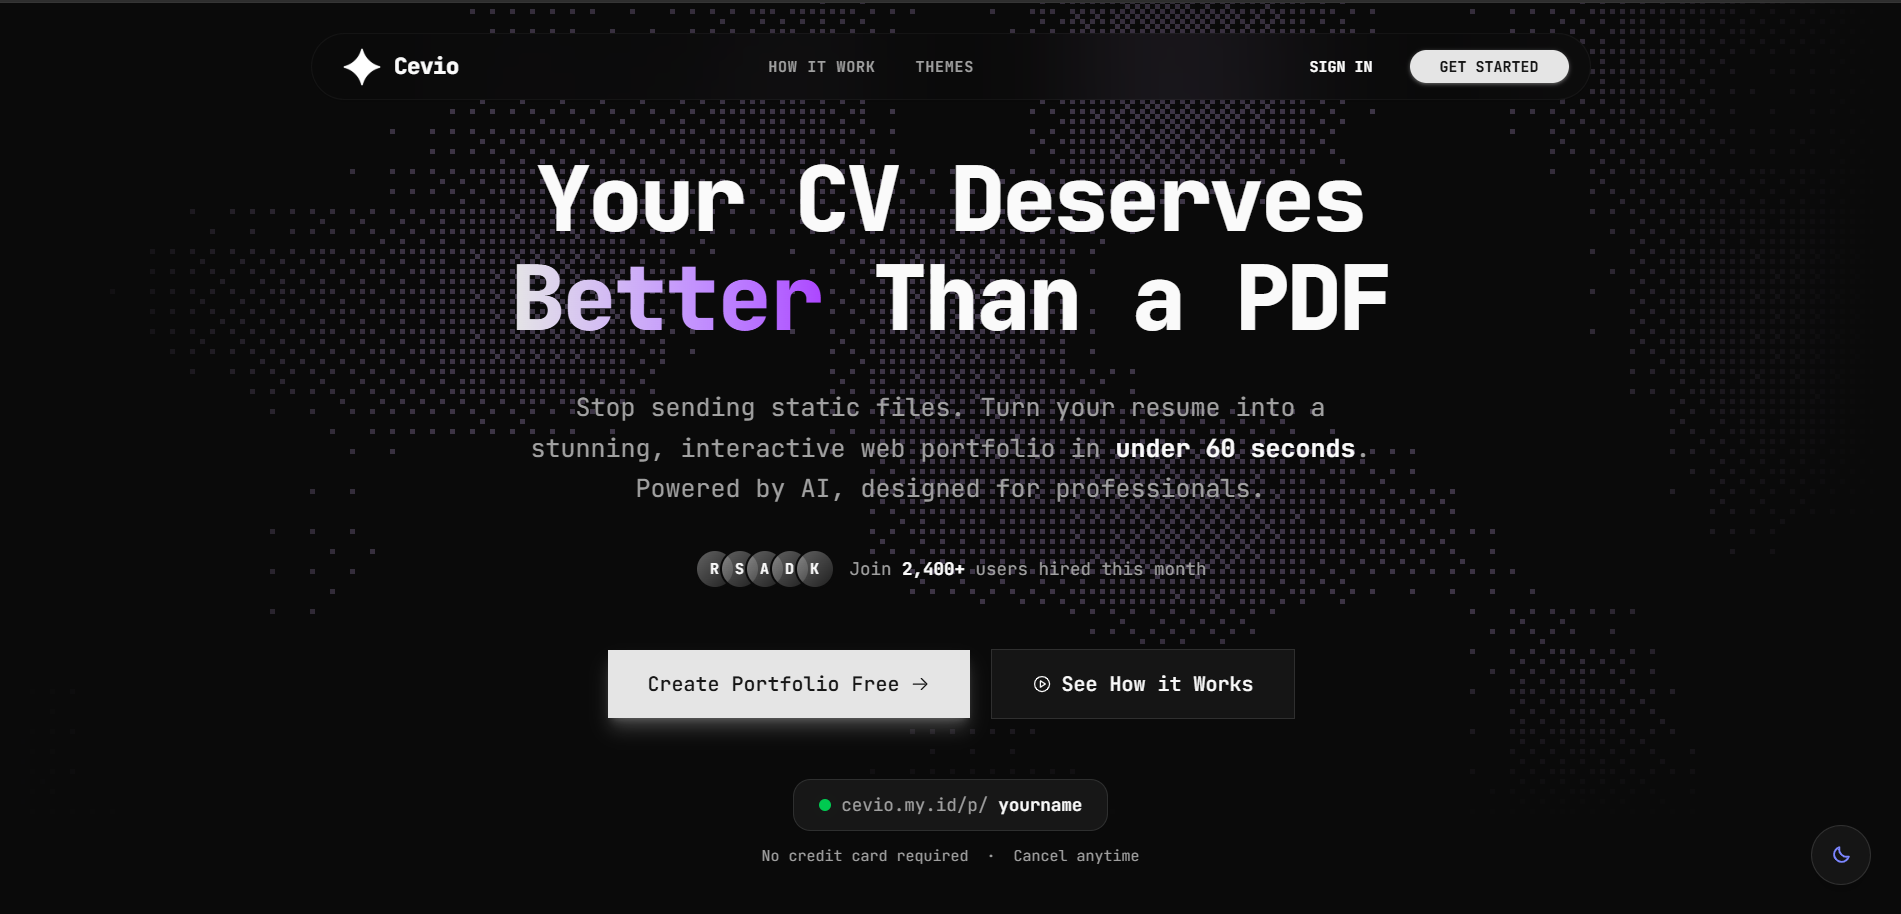 Cevio
HOW IT WORK
THEMES
SIGN IN
GET STARTED
Your CV Deserves
Better Than a PDF
Stop sending static files. Turn your resume into a
stunning, interactive web portfolio in under 60 seconds.
Powered by AI, designed for professionals.
R S A D K
Join 2,400+ users hired this month
Create Portfolio Free →
See How it Works
cevio.my.id/p/ yourname
No credit card required · Cancel anytime